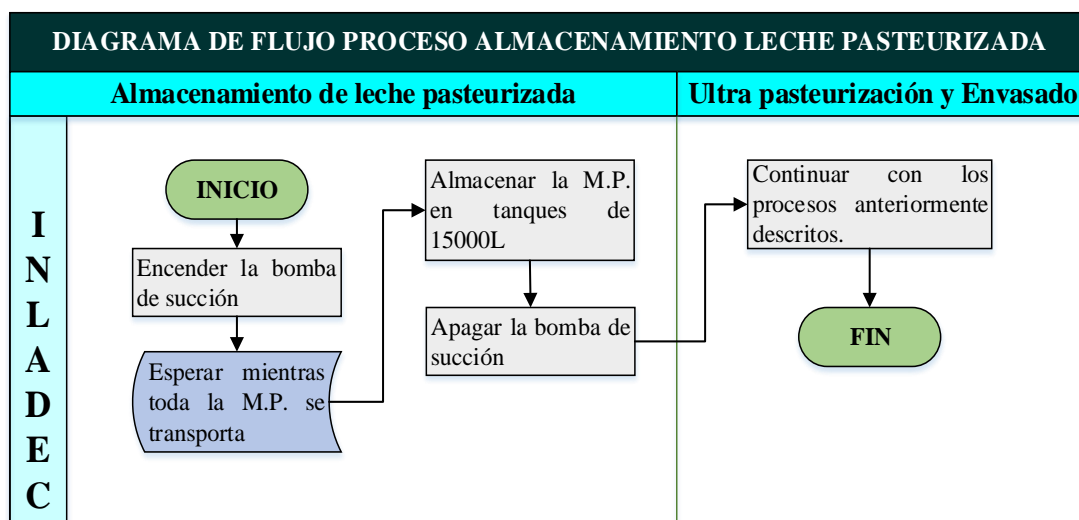 DIAGRAMA DE FLUJO PROCESO ALMACENAMIENTO LECHE PASTEURIZADA
Almacenamiento de leche pasteurizada
Ultra pasteurización y Envasado
I
N
L
A
D
E
C
INICIO
Encender la bomba
de succión
Esperar mientras
toda la M.P. se
transporta
Almacenar la M.P.
en tanques de
15000L
Apagar la bomba de
succión
Continuar con los
procesos anteriormente
descritos.
FIN